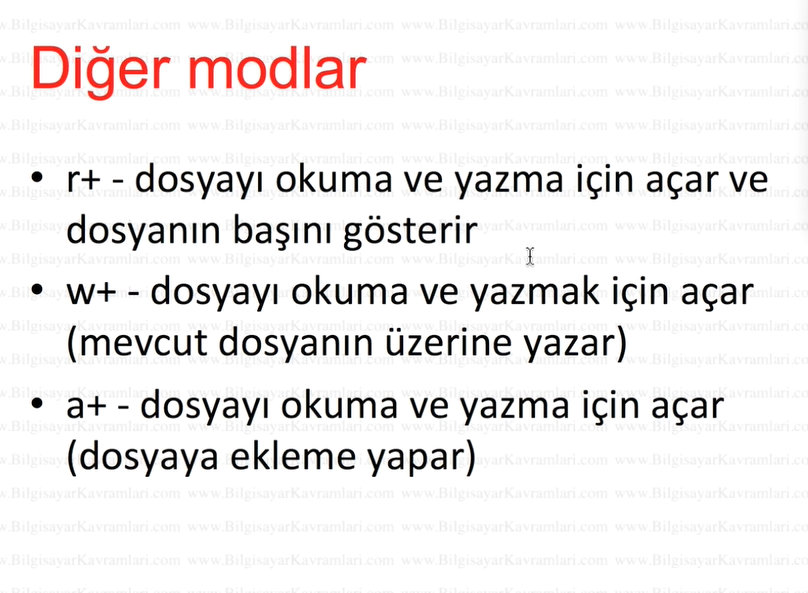 Diğer modlar
• r+ - dosyayı okuma ve yazma için açar ve
dosyanın başını gösterir
• w+ - dosyayı okuma ve yazmak için açar
(mevcut dosyanın üzerine yazar)
• a+ - dosyayı okuma ve yazma için açar
(dosyaya ekleme yapar)
www.BilgisayarKavramlari.com